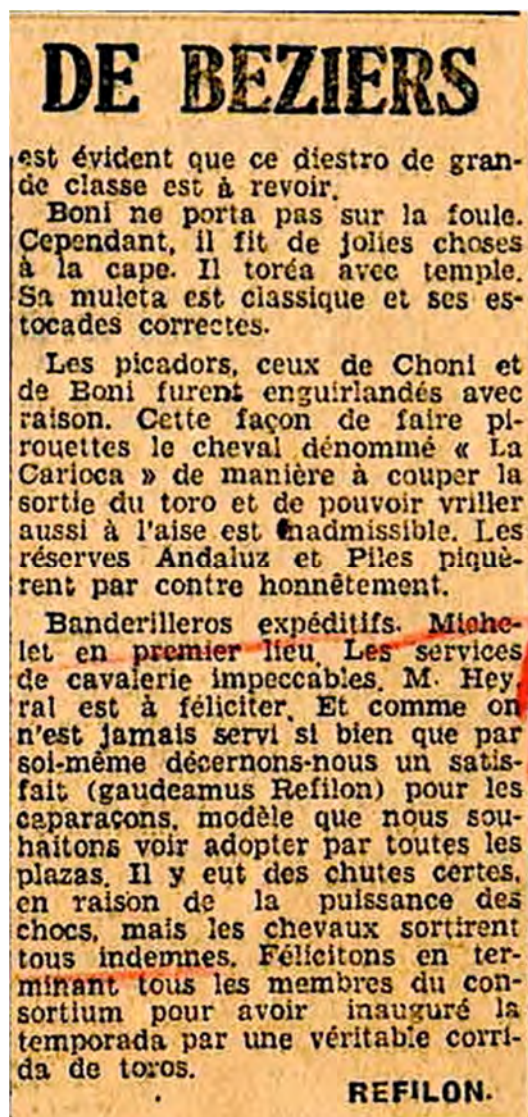 DE BEZIERS
est évident que ce diestro de gran-
de classe est à revoir.
Boni ne porta pas sur la foule.
Cependant, il fit de jolies choses
à la cape. Il toréa avec temple.
Sa muleta est classique et ses es-
tocades correctes.
Les picadors, ceux de Choni et
de Boni furent enguirlandés avec
raison. Cette façon de faire pi-
rouettes le cheval dénommé « La
Carioca » de manière à couper la
sortie du toro et de pouvoir vriller
aussi à l'aise est inadmissible. Les
réserves Andaluz et Piles piquè-
rent par contre honnêtement.
Banderilleros expéditifs. Miche-
let en premier lieu. Les services
de cavalerie impeccables. M. Hey-
ral est à féliciter. Et comme on
n'est jamais servi si bien que par
soi-même décernons-nous un satis-
fait (gaudeamus Refilon) pour les
caparaçons, modèle que nous sou-
haitons voir adopter par toutes les
plazas. Il y eut des chutes certes,
en raison de la puissance des
chocs, mais les chevaux sortirent
tous indemnes. Félicitons en ter-
minant tous les membres du con-
sortium pour avoir inauguré la
temporada par une véritable corri-
da de toros.
REFILON.